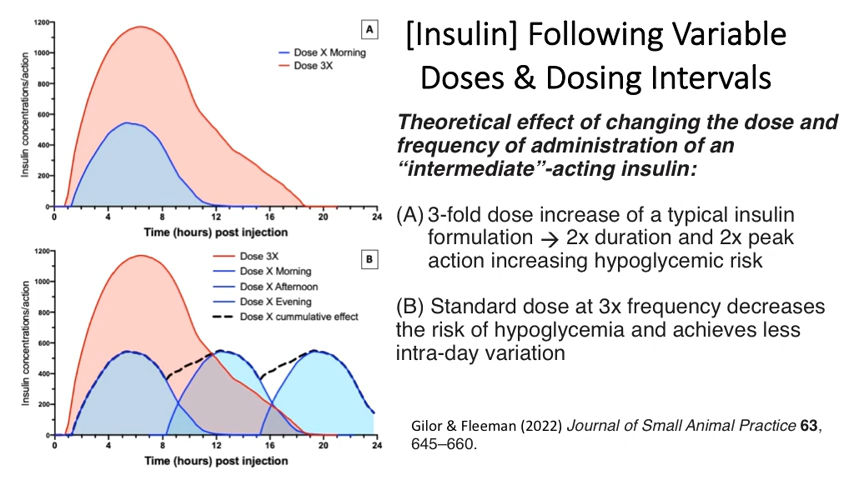 [Insulin] Following Variable
Doses & Dosing Intervals
Theoretical effect of changing the dose and
frequency of administration of an
“intermediate”-acting insulin:
(A) 3-fold dose increase of a typical insulin
formulation → 2x duration and 2x peak
action increasing hypoglycemic risk
(B) Standard dose at 3x frequency decreases
the risk of hypoglycemia and achieves less
intra-day variation
Gilor & Fleeman (2022) Journal of Small Animal Practice 63,
645–660.
A
Dose X Morning
Dose 3X
Insulin concentrations/action
1200
1000
800
600
400
200
0
0 4 8 12 16 20 24
Time (hours) post injection
B
Dose 3X
Dose X Morning
Dose X Afternoon
Dose X Evening
Dose X cummulative effect
Insulin concentrations/action
1200
1000
800
600
400
200
0
0 4 8 12 16 20 24
Time (hours) post injection